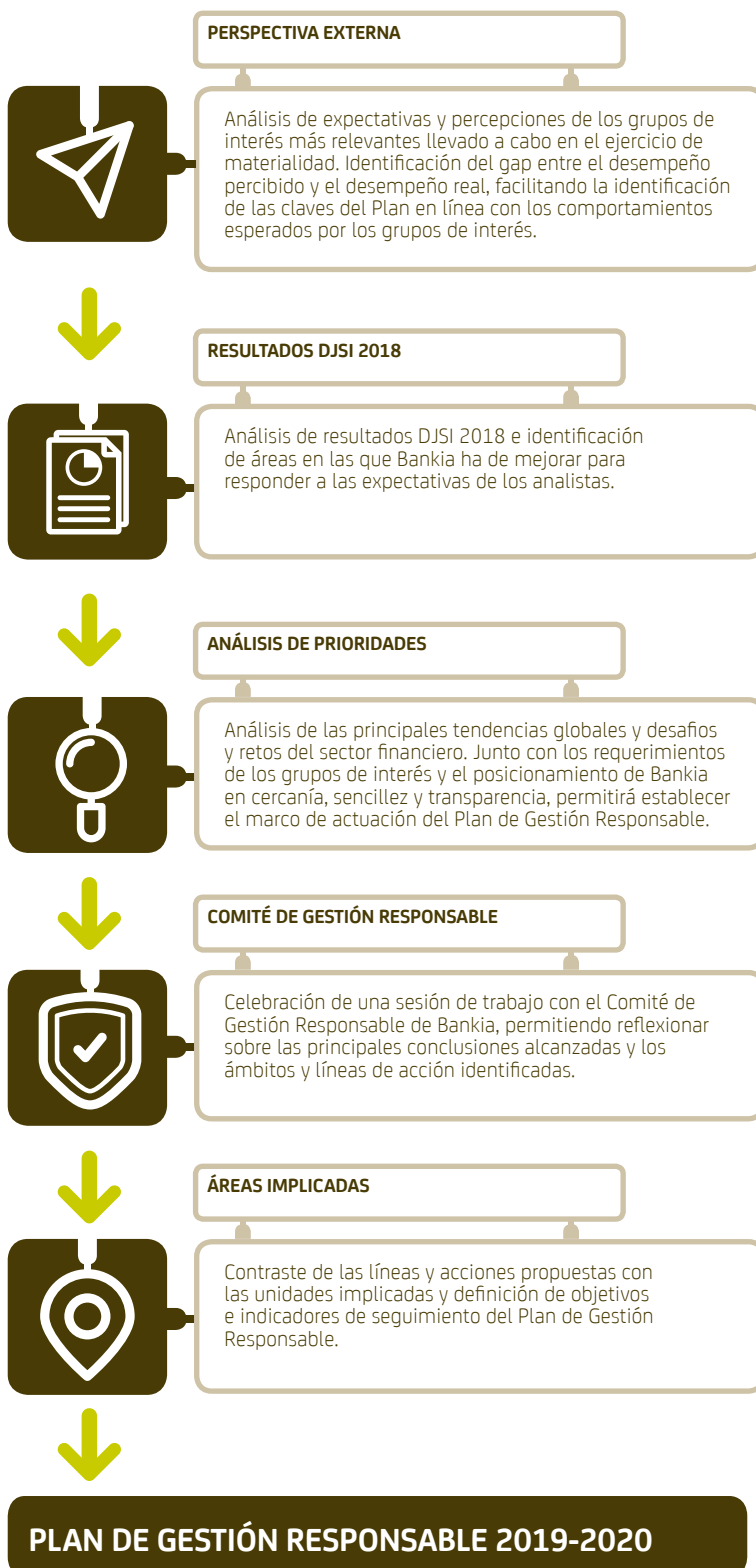 PERSPECTIVA EXTERNA
Análisis de expectativas y percepciones de los grupos de
interés más relevantes llevado a cabo en el ejercicio de
materialidad. Identificación del gap entre el desempeño
percibido y el desempeño real, facilitando la identificación
de las claves del Plan en línea con los comportamientos
esperados por los grupos de interés.
RESULTADOS DJSI 2018
Análisis de resultados DJSI 2018 e identificación
de áreas en las que Bankia ha de mejorar para
responder a las expectativas de los analistas.
ANÁLISIS DE PRIORIDADES
Análisis de las principales tendencias globales y desafios
y retos del sector financiero. Junto con los requerimientos
de los grupos de interés y el posicionamiento de Bankia
en cercanía, sencillez y transparencia, permitirá establecer
el marco de actuación del Plan de Gestión Responsable.
COMITÉ DE GESTIÓN RESPONSABLE
Celebración de una sesión de trabajo con el Comité de
Gestión Responsable de Bankia, permitiendo reflexionar
sobre las principales conclusiones alcanzadas y los
ámbitos y líneas de acción identificadas.
ÁREAS IMPLICADAS
Contraste de las líneas y acciones propuestas con
las unidades implicadas y definición de objetivos
e indicadores de seguimiento del Plan de Gestión
Responsable.
PLAN DE GESTIÓN RESPONSABLE 2019-2020